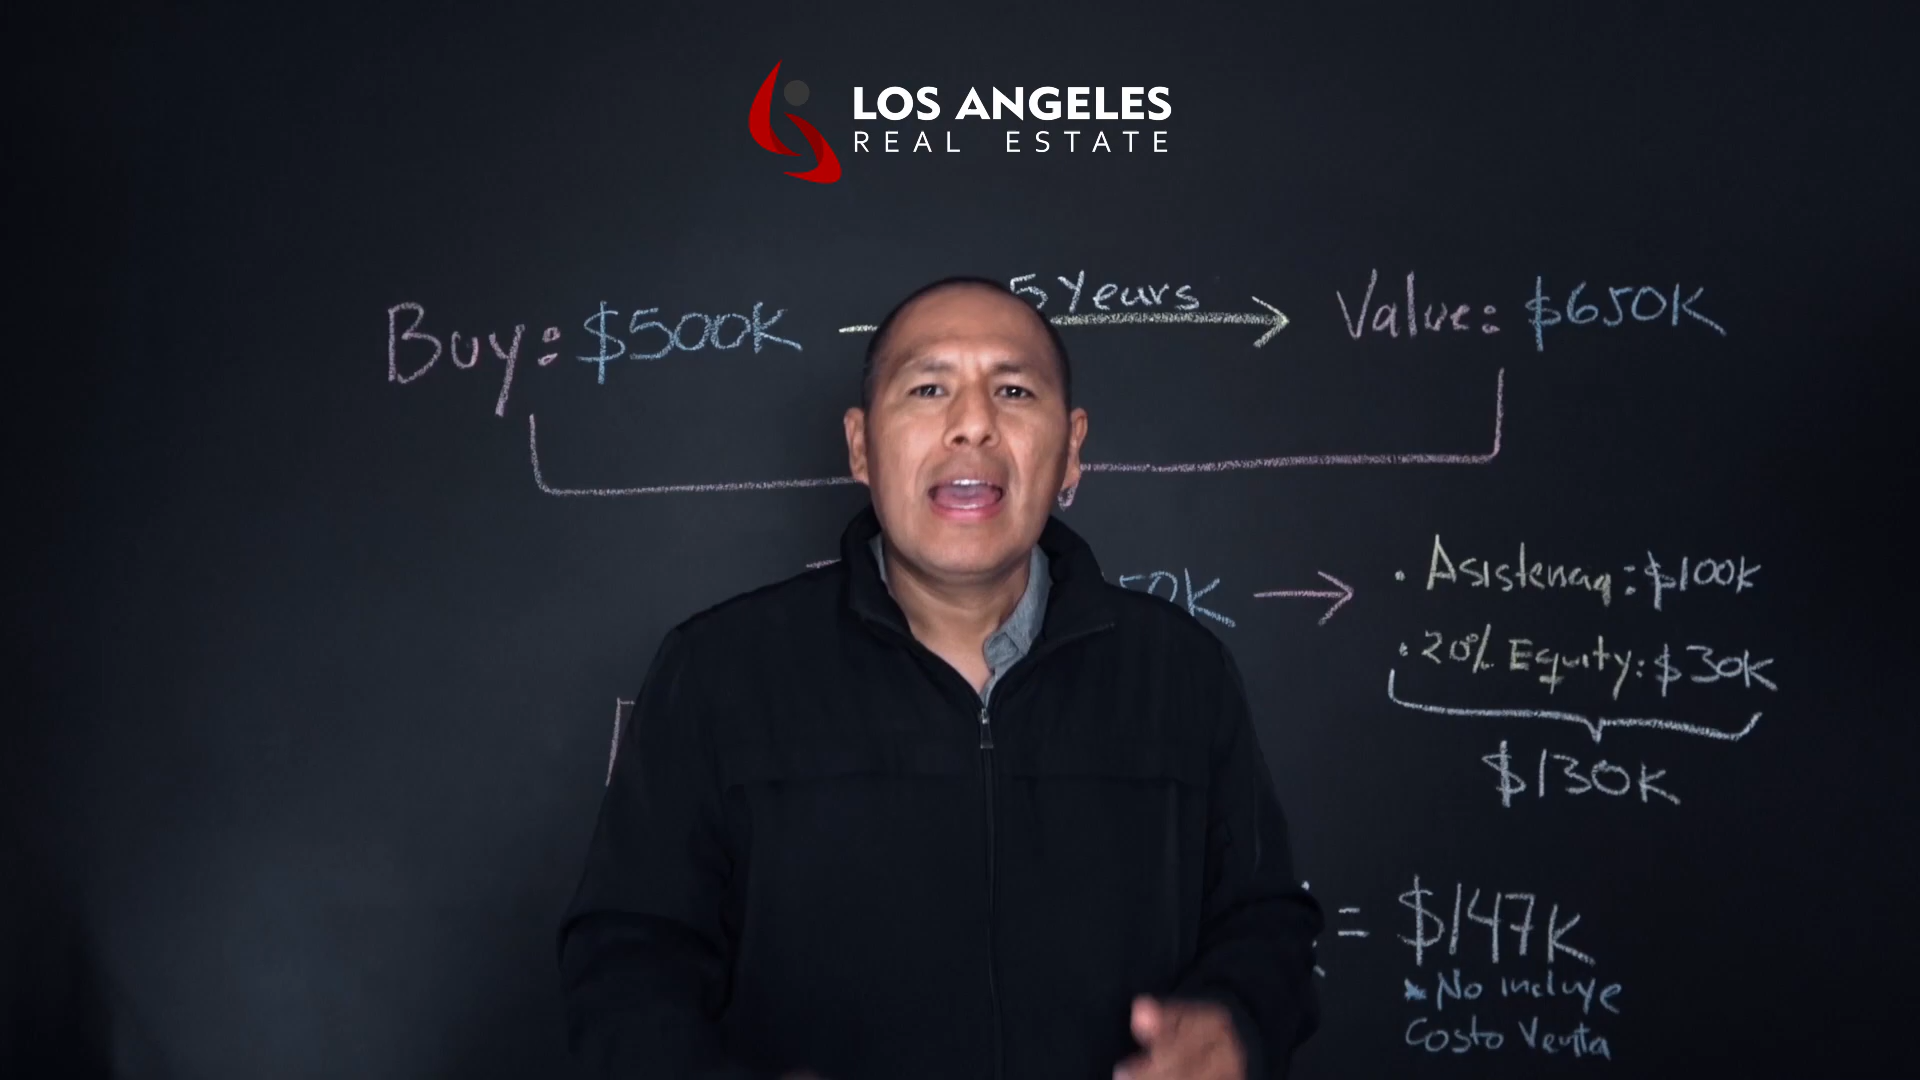 LOS ANGELES
REAL ESTATE
5 Years
Buy: $500K
Value: $650K
50K
• Asistencia: $100K
• 20% Equity: $30K
$130K
= $147K
* No incluye
Costo Venta